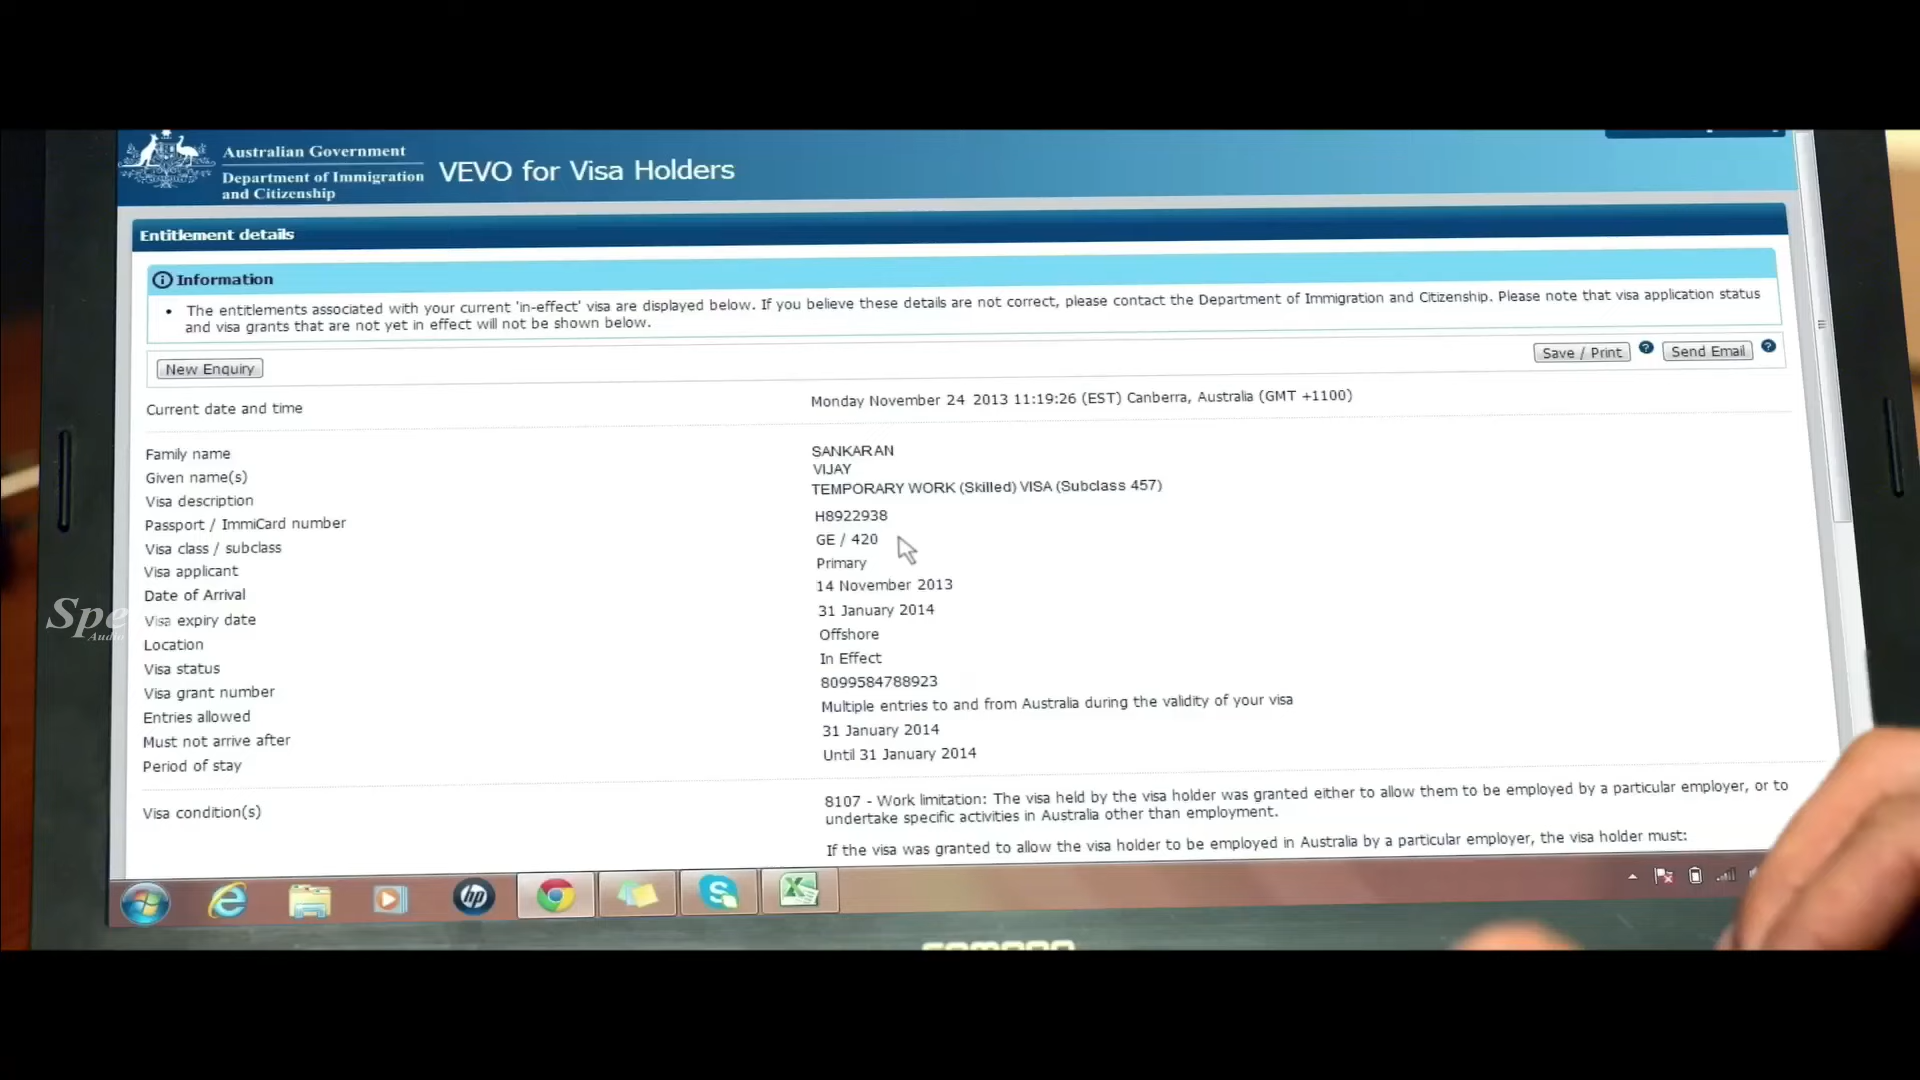 Australian Government
Department of Immigration
and Citizenship
VEVO for Visa Holders
Entitlement details
Information
The entitlements associated with your current 'in-effect' visa are displayed below. If you believe these details are not correct, please contact the Department of Immigration and Citizenship. Please note that visa application status
and visa grants that are not yet in effect will not be shown below.
New Enquiry
Save / Print ? Send Email ?
Current date and time Monday November 24 2013 11:19:26 (EST) Canberra, Australia (GMT +1100)
Family name SANKARAN
Given name(s) VIJAY
Visa description TEMPORARY WORK (Skilled) VISA (Subclass 457)
Passport / ImmiCard number H8922938
Visa class / subclass GE / 420
Visa applicant Primary
Date of Arrival 14 November 2013
Visa expiry date 31 January 2014
Location Offshore
Visa status In Effect
Visa grant number 8099584788923
Entries allowed Multiple entries to and from Australia during the validity of your visa
Must not arrive after 31 January 2014
Period of stay Until 31 January 2014
Visa condition(s) 8107 - Work limitation: The visa held by the visa holder was granted either to allow them to be employed by a particular employer, or to
undertake specific activities in Australia other than employment.
If the visa was granted to allow the visa holder to be employed in Australia by a particular employer, the visa holder must:
Spe
Audio
hp